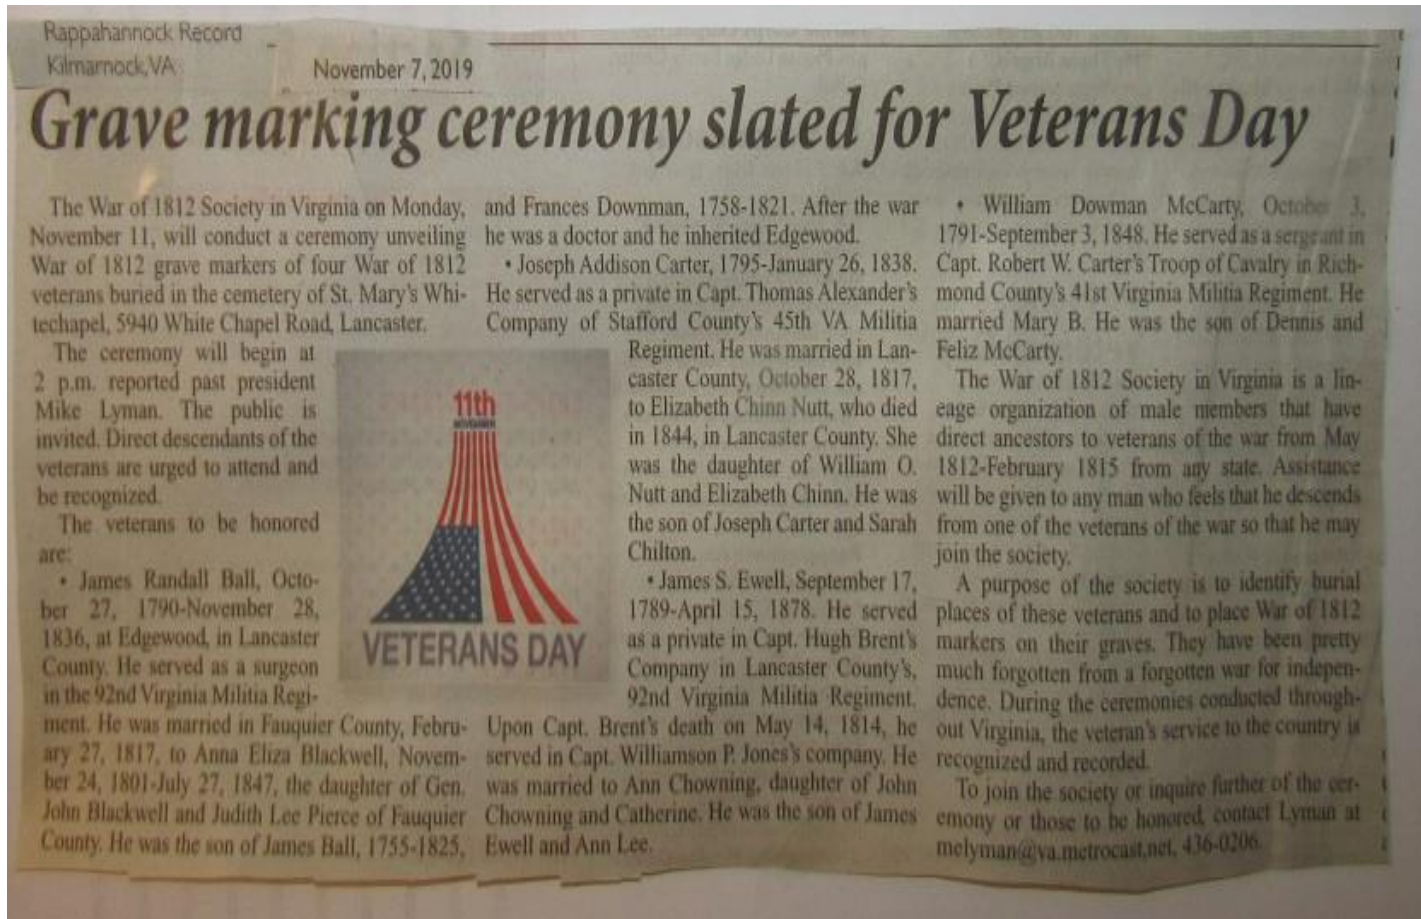 Rappahannock Record
Kilmarnock, VA
November 7, 2019
Grave marking ceremony slated for Veterans Day
The War of 1812 Society in Virginia on Monday,
November 11, will conduct a ceremony unveiling
War of 1812 grave markers of four War of 1812
veterans buried in the cemetery of St. Mary's Whi-
techapel, 5940 White Chapel Road, Lancaster.
The ceremony will begin at
2 p.m. reported past president
Mike Lyman. The public is
invited. Direct descendants of the
veterans are urged to attend and
be recognized.
The veterans to be honored
are:
• James Randall Ball, Octo-
ber 27, 1790-November 28,
1836, at Edgewood, in Lancaster
County. He served as a surgeon
in the 92nd Virginia Militia Regi-
ment. He was married in Fauquier County, Febru-
ary 27, 1817, to Anna Eliza Blackwell, Novem-
ber 24, 1801-July 27, 1847, the daughter of Gen.
John Blackwell and Judith Lee Pierce of Fauquier
County. He was the son of James Ball, 1755-1825,
11th
NOVEMBER
VETERANS DAY
and Frances Downman, 1758-1821. After the war
he was a doctor and he inherited Edgewood.
• Joseph Addison Carter, 1795-January 26, 1838.
He served as a private in Capt. Thomas Alexander's
Company of Stafford County's 45th VA Militia
Regiment. He was married in Lan-
caster County, October 28, 1817,
to Elizabeth Chinn Nutt, who died
in 1844, in Lancaster County. She
was the daughter of William O.
Nutt and Elizabeth Chinn. He was
the son of Joseph Carter and Sarah
Chilton.
• James S. Ewell, September 17,
1789-April 15, 1878. He served
as a private in Capt. Hugh Brent's
Company in Lancaster County's,
92nd Virginia Militia Regiment.
Upon Capt. Brent's death on May 14, 1814, he
served in Capt. Williamson P. Jones's company. He
was married to Ann Chowning, daughter of John
Chowning and Catherine. He was the son of James
Ewell and Ann Lee.
• William Dowman McCarty, October 3,
1791-September 3, 1848. He served as a sergeant in
Capt. Robert W. Carter's Troop of Cavalry in Rich-
mond County's 41st Virginia Militia Regiment. He
married Mary B. He was the son of Dennis and
Feliz McCarty.
The War of 1812 Society in Virginia is a lin-
eage organization of male members that have
direct ancestors to veterans of the war from May
1812-February 1815 from any state. Assistance
will be given to any man who feels that he descends
from one of the veterans of the war so that he may
join the society.
A purpose of the society is to identify burial
places of these veterans and to place War of 1812
markers on their graves. They have been pretty
much forgotten from a forgotten war for indepen-
dence. During the ceremonies conducted through-
out Virginia, the veteran's service to the country is
recognized and recorded.
To join the society or inquire further of the cer-
emony or those to be honored, contact Lyman at
melyman@va.metrocast.net, 436-0206.